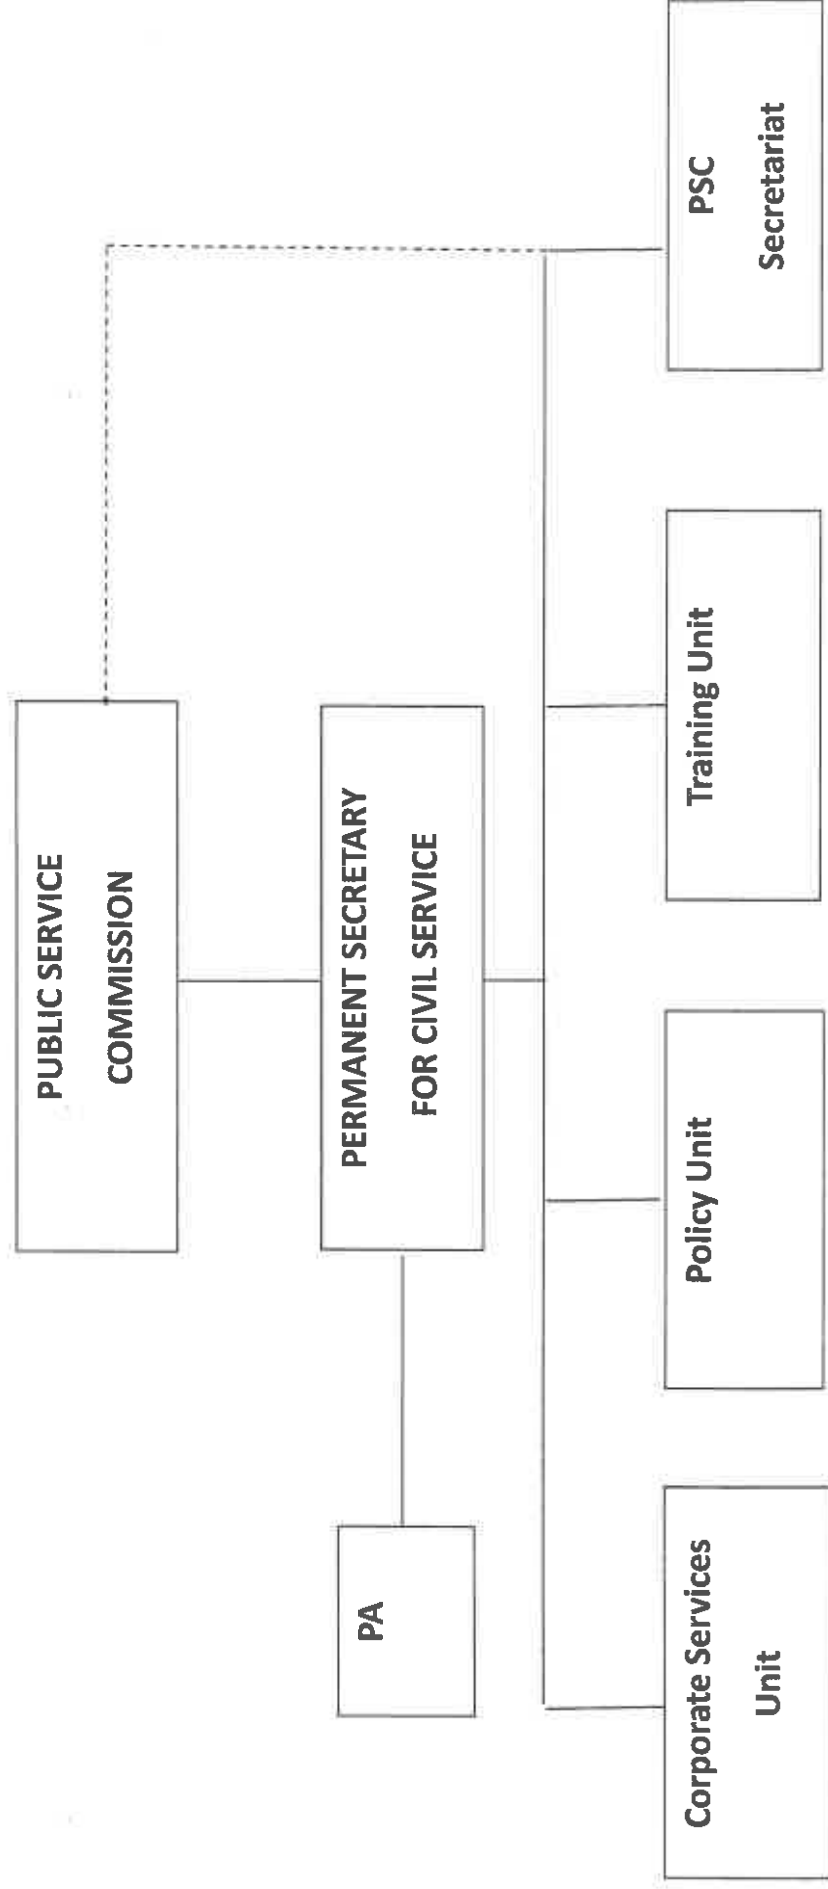 PUBLIC SERVICE
COMMISSION
PERMANENT SECRETARY
FOR CIVIL SERVICE
PA
Corporate Services
Unit
Policy Unit
Training Unit
PSC
Secretariat